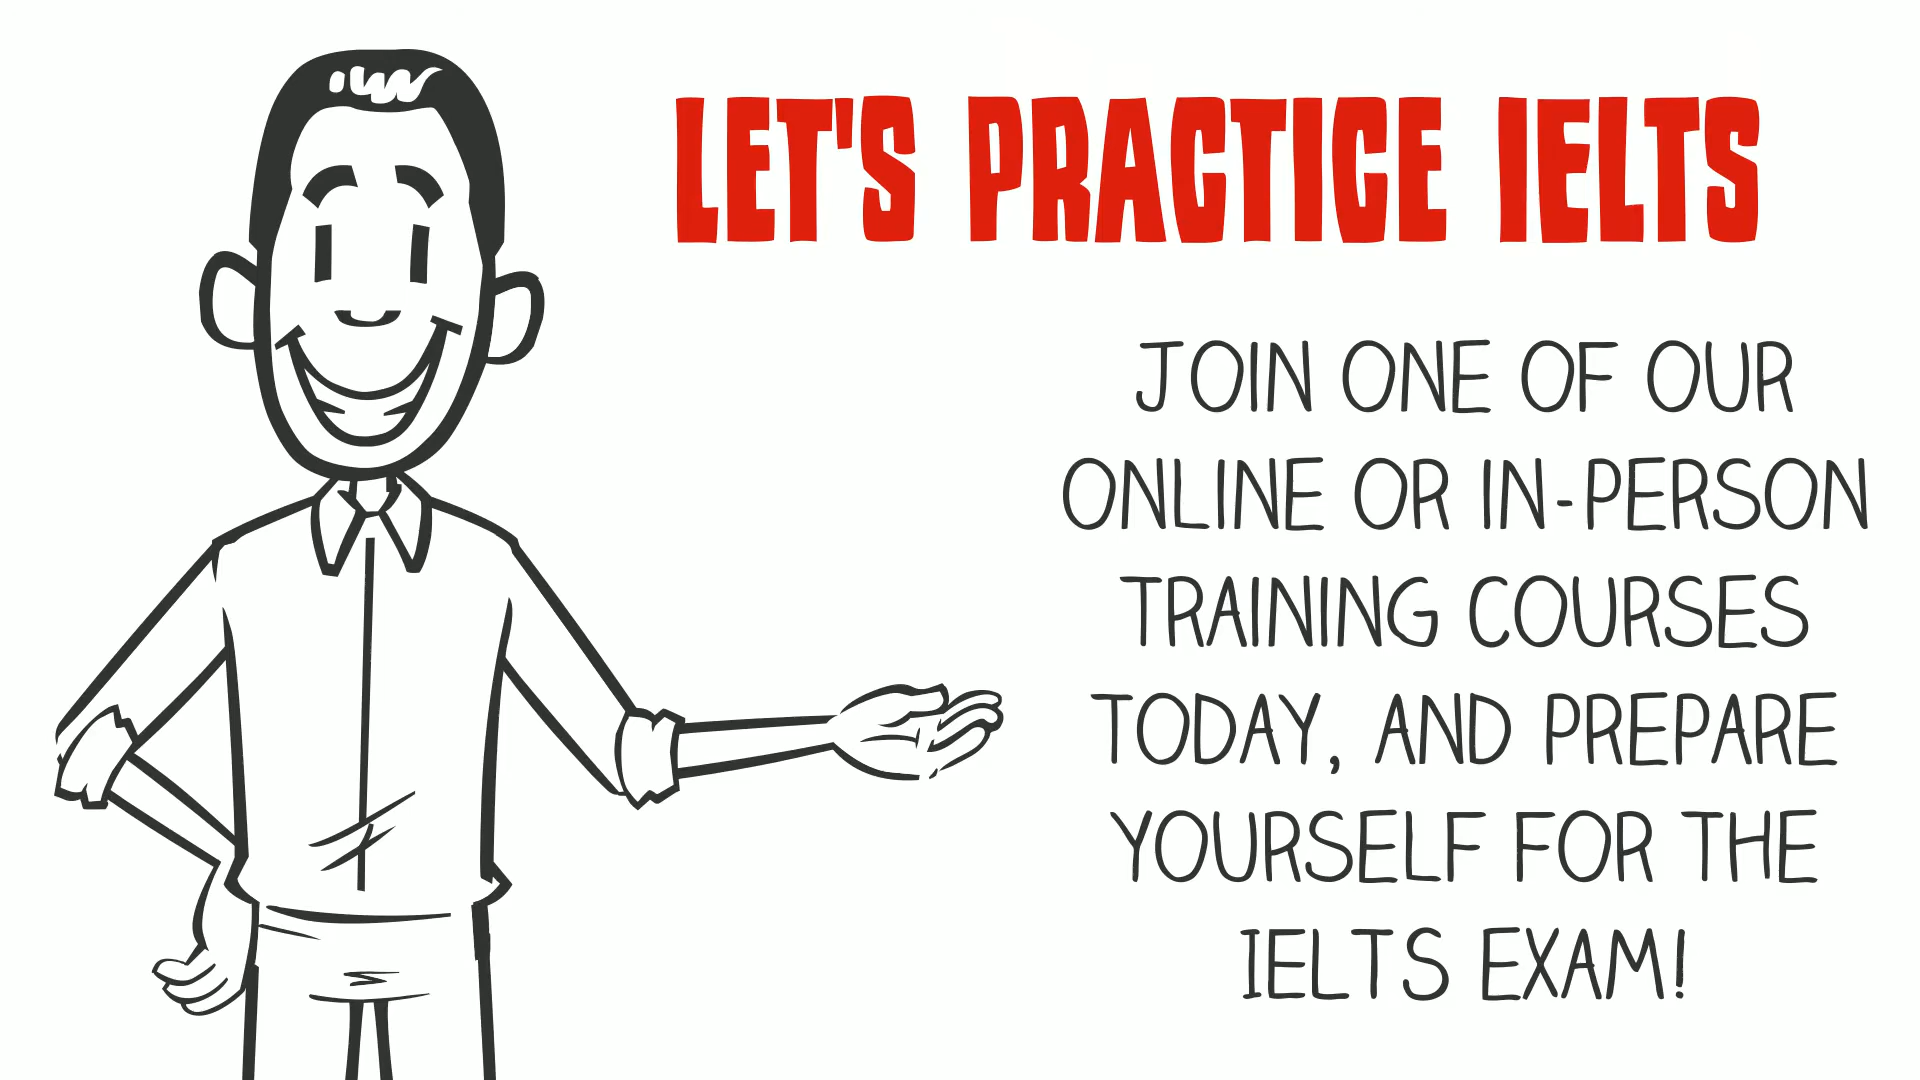 LET'S PRACTICE IELTS
JOIN ONE OF OUR
ONLINE OR IN-PERSON
TRAINING COURSES
TODAY, AND PREPARE
YOURSELF FOR THE
IELTS EXAM!